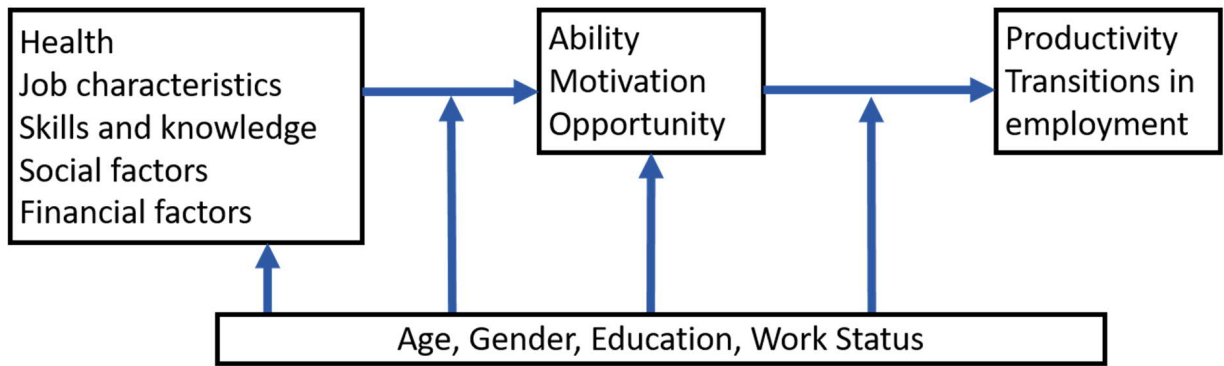 Health
Job characteristics
Skills and knowledge
Social factors
Financial factors
Ability
Motivation
Opportunity
Productivity
Transitions in
employment
Age, Gender, Education, Work Status